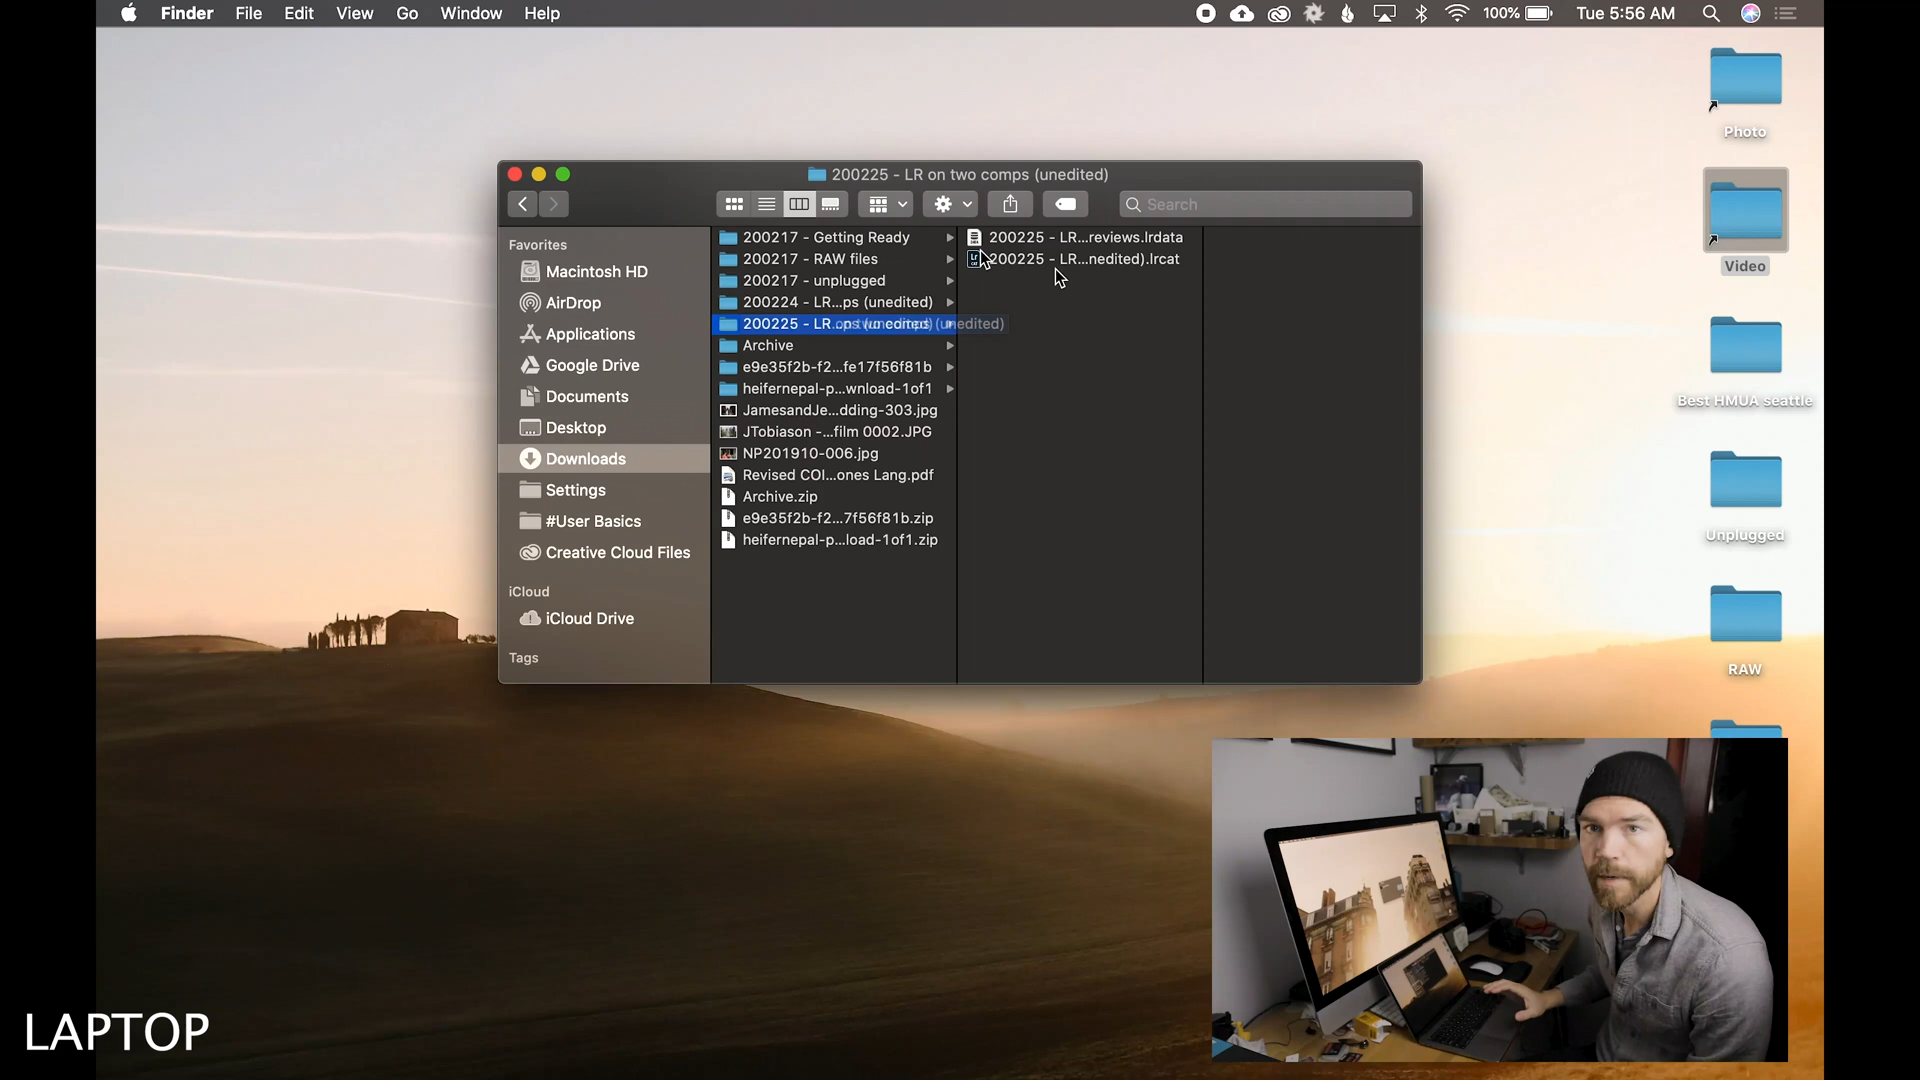 Finder File Edit View Go Window Help
100% Tue 5:56 AM
200225 - LR on two comps (unedited)
Search
Favorites
Macintosh HD
AirDrop
Applications
Google Drive
Documents
Desktop
Downloads
Settings
#User Basics
Creative Cloud Files
iCloud
iCloud Drive
Tags
200217 - Getting Ready
200217 - RAW files
200217 - unplugged
200224 - LR...ps (unedited)
200225 - LR
Archive
e9e35f2b-f2...fe17f56f81b
heifernepal-p...wnload-1of1
JamesandJe...dding-303.jpg
JTobiason -...film 0002.JPG
NP201910-006.jpg
Revised COI...ones Lang.pdf
Archive.zip
e9e35f2b-f2...7f56f81b.zip
heifernepal-p...load-1of1.zip
200225 - LR...reviews.lrdata
200225 - LR...nedited).lrcat
Photo
Video
Best HMUA seattle
Unplugged
RAW
LAPTOP